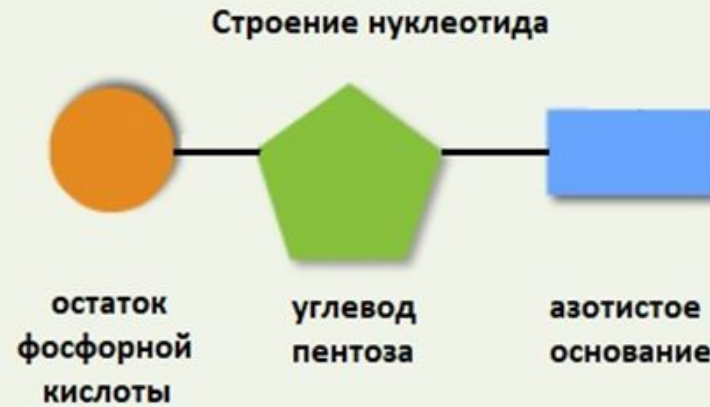 Строение нуклеотида
остаток
фосфорной
кислоты
углевод
пентоза
азотистое
основание